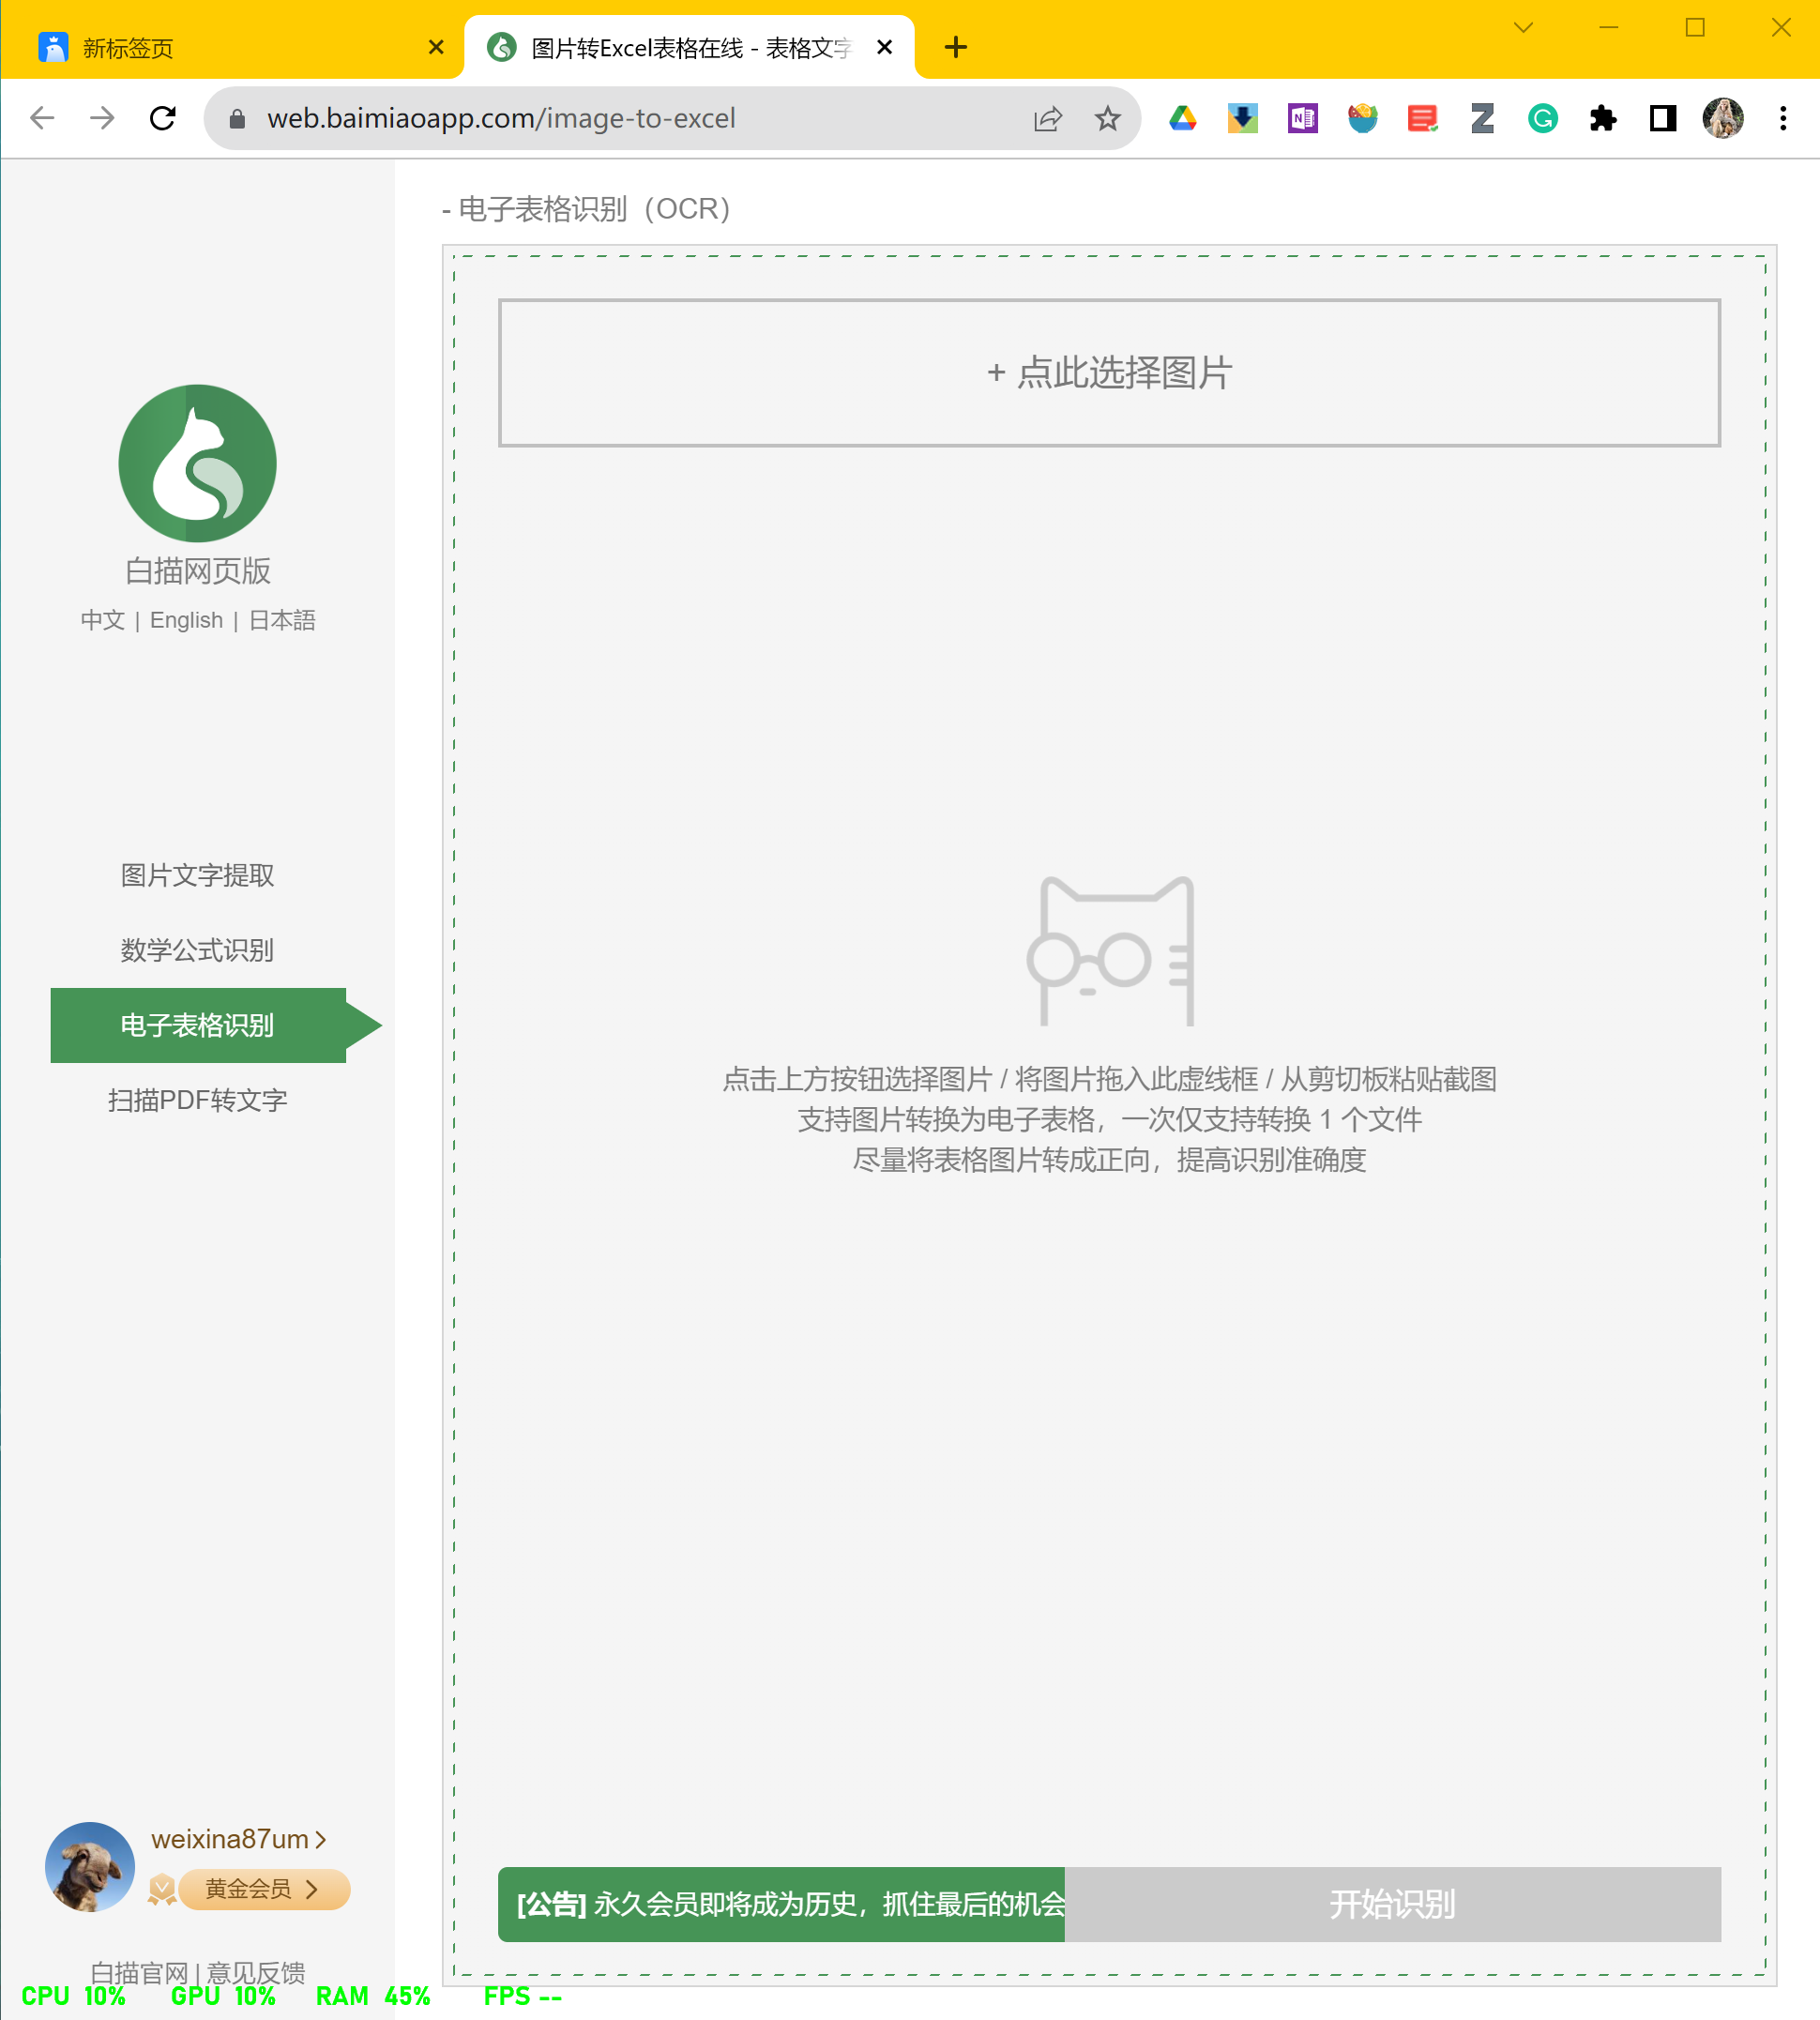 新标签页
图片转Excel表格在线 - 表格文字
web.baimiaoapp.com/image-to-excel
- 电子表格识别（OCR）
+ 点此选择图片
白描网页版
中文 | English | 日本語
图片文字提取
数学公式识别
电子表格识别
扫描PDF转文字
点击上方按钮选择图片 / 将图片拖入此虚线框 / 从剪切板粘贴截图
支持图片转换为电子表格，一次仅支持转换 1 个文件
尽量将表格图片转成正向，提高识别准确度
weixina87um
黄金会员
[公告] 永久会员即将成为历史，抓住最后的机会
开始识别
白描官网 | 意见反馈
CPU 10% GPU 10% RAM 45% FPS --